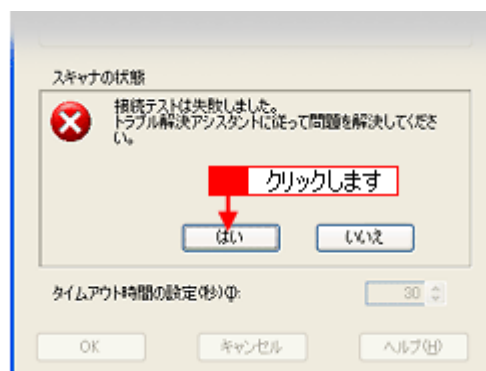 スキャナの状態
接続テストは失敗しました。
トラブル解決アシスタントに従って問題を解決してくださ
い。
クリックします
はい
いいえ
タイムアウト時間の設定(秒)(I):
30
OK
キャンセル
ヘルプ(H)